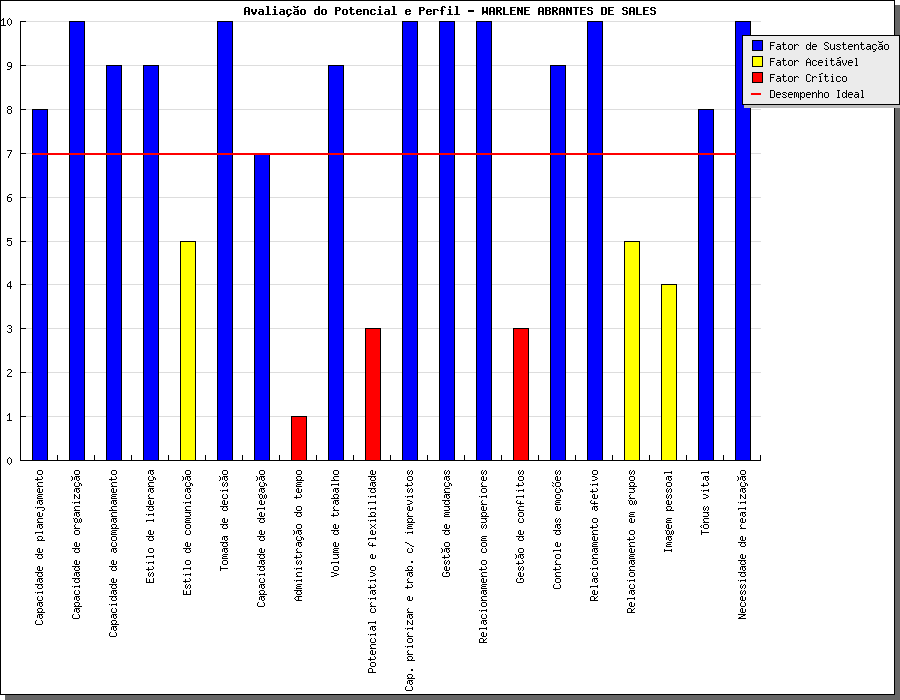 Avaliação do Potencial e Perfil - WARLENE ABRANTES DE SALES
10
9
8
7
6
5
4
3
2
1
0
Fator de Sustentação
Fator Aceitável
Fator Crítico
Desempenho Ideal
Capacidade de planejamento
Capacidade de organização
Capacidade de acompanhamento
Estilo de liderança
Estilo de comunicação
Tomada de decisão
Capacidade de delegação
Administração do tempo
Volume de trabalho
Potencial criativo e flexibilidade
Cap. priorizar e trab. c/ imprevistos
Gestão de mudanças
Relacionamento com superiores
Gestão de conflitos
Controle das emoções
Relacionamento afetivo
Relacionamento em grupos
Imagem pessoal
Tônus vital
Necessidade de realização